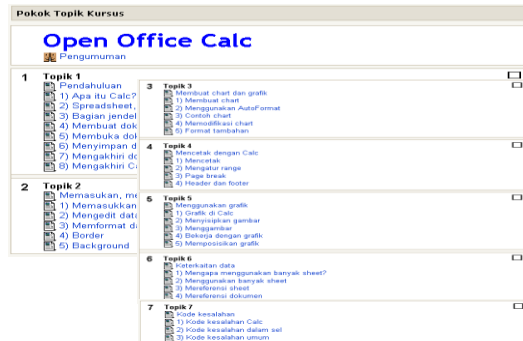 Pokok Topik Kursus
Open Office Calc
Pengumuman
1 Topik 1
Pendahuluan
1) Apa itu Calc?
2) Spreadsheet,
3) Bagian jendel
4) Membuat dok
5) Membuka dok
6) Menyimpan d
7) Mengakhiri do
8) Mengakhiri C
2 Topik 2
Memasukan, me
1) Memasukkan
2) Mengedit data
3) Memformat da
4) Border
5) Background
3 Topik 3
Membuat chart dan grafik
1) Membuat chart
2) Menggunakan AutoFormat
3) Contoh chart
4) Memodifikasi chart
5) Format tambahan
4 Topik 4
Mencetak dengan Calc
1) Mencetak
2) Mengatur range
3) Page break
4) Header dan footer
5 Topik 5
Menggunakan grafik
1) Grafik di Calc
2) Menyisipkan gambar
3) Menggambar
4) Bekerja dengan grafik
5) Memposisikan grafik
6 Topik 6
Keterkaitan data
1) Mengapa menggunakan banyak sheet?
2) Menggunakan banyak sheet
3) Mereferensi sheet
4) Mereferensi dokumen
7 Topik 7
Kode kesalahan
1) Kode kesalahan Calc
2) Kode kesalahan dalam sel
3) Kode kesalahan umum